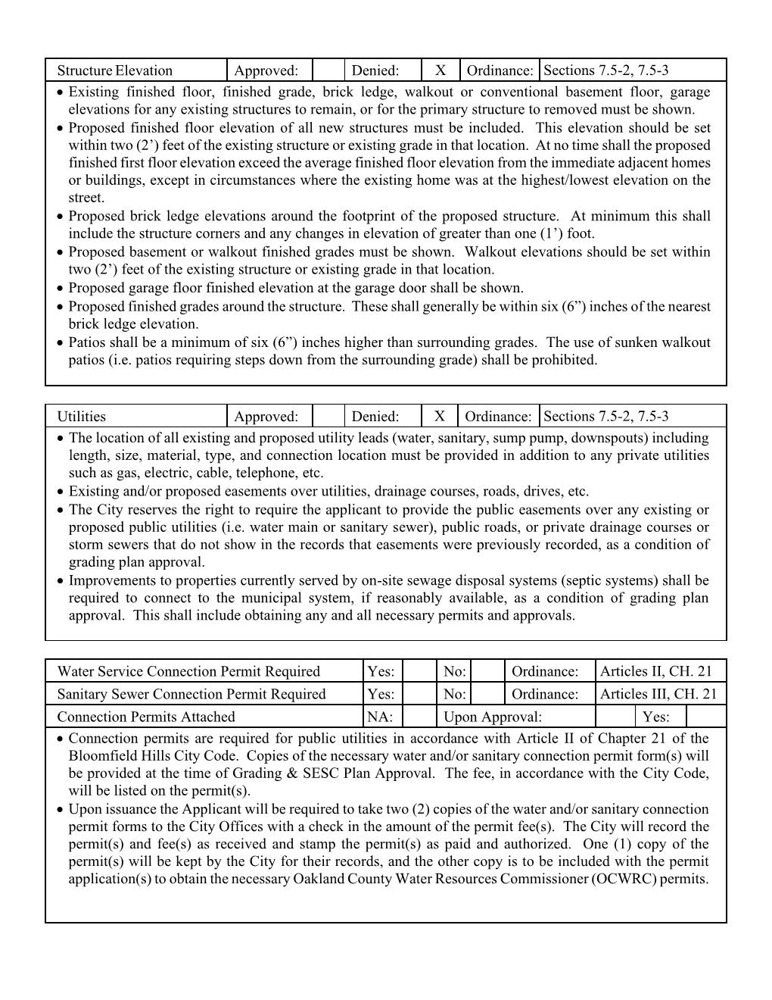 Structure Elevation Approved: Denied: X Ordinance: Sections 7.5-2, 7.5-3
• Existing finished floor, finished grade, brick ledge, walkout or conventional basement floor, garage
elevations for any existing structures to remain, or for the primary structure to removed must be shown.
• Proposed finished floor elevation of all new structures must be included. This elevation should be set
within two (2’) feet of the existing structure or existing grade in that location. At no time shall the proposed
finished first floor elevation exceed the average finished floor elevation from the immediate adjacent homes
or buildings, except in circumstances where the existing home was at the highest/lowest elevation on the
street.
• Proposed brick ledge elevations around the footprint of the proposed structure. At minimum this shall
include the structure corners and any changes in elevation of greater than one (1’) foot.
• Proposed basement or walkout finished grades must be shown. Walkout elevations should be set within
two (2’) feet of the existing structure or existing grade in that location.
• Proposed garage floor finished elevation at the garage door shall be shown.
• Proposed finished grades around the structure. These shall generally be within six (6”) inches of the nearest
brick ledge elevation.
• Patios shall be a minimum of six (6”) inches higher than surrounding grades. The use of sunken walkout
patios (i.e. patios requiring steps down from the surrounding grade) shall be prohibited.
Utilities Approved: Denied: X Ordinance: Sections 7.5-2, 7.5-3
• The location of all existing and proposed utility leads (water, sanitary, sump pump, downspouts) including
length, size, material, type, and connection location must be provided in addition to any private utilities
such as gas, electric, cable, telephone, etc.
• Existing and/or proposed easements over utilities, drainage courses, roads, drives, etc.
• The City reserves the right to require the applicant to provide the public easements over any existing or
proposed public utilities (i.e. water main or sanitary sewer), public roads, or private drainage courses or
storm sewers that do not show in the records that easements were previously recorded, as a condition of
grading plan approval.
• Improvements to properties currently served by on-site sewage disposal systems (septic systems) shall be
required to connect to the municipal system, if reasonably available, as a condition of grading plan
approval. This shall include obtaining any and all necessary permits and approvals.
Water Service Connection Permit Required Yes: No: Ordinance: Articles II, CH. 21
Sanitary Sewer Connection Permit Required Yes: No: Ordinance: Articles III, CH. 21
Connection Permits Attached NA: Upon Approval: Yes:
• Connection permits are required for public utilities in accordance with Article II of Chapter 21 of the
Bloomfield Hills City Code. Copies of the necessary water and/or sanitary connection permit form(s) will
be provided at the time of Grading & SESC Plan Approval. The fee, in accordance with the City Code,
will be listed on the permit(s).
• Upon issuance the Applicant will be required to take two (2) copies of the water and/or sanitary connection
permit forms to the City Offices with a check in the amount of the permit fee(s). The City will record the
permit(s) and fee(s) as received and stamp the permit(s) as paid and authorized. One (1) copy of the
permit(s) will be kept by the City for their records, and the other copy is to be included with the permit
application(s) to obtain the necessary Oakland County Water Resources Commissioner (OCWRC) permits.